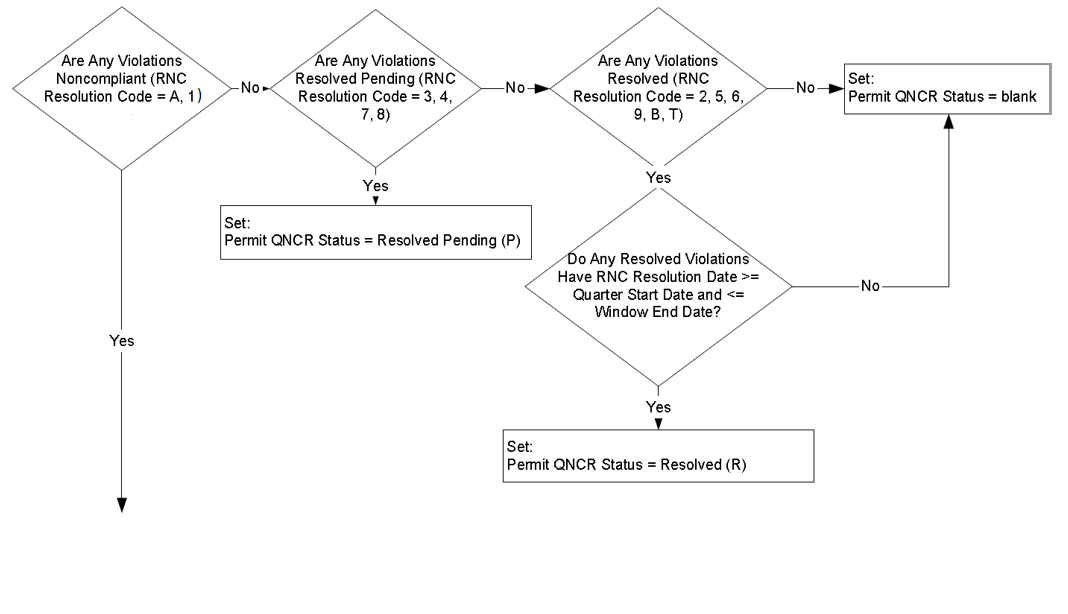 Are Any Violations
Noncompliant (RNC
Resolution Code = A, 1)
No
Are Any Violations
Resolved Pending (RNC
Resolution Code = 3, 4,
7, 8)
No
Are Any Violations
Resolved (RNC
Resolution Code = 2, 5, 6,
9, B, T)
No
Set:
Permit QNCR Status = blank
Yes
Set:
Permit QNCR Status = Resolved Pending (P)
Yes
Do Any Resolved Violations
Have RNC Resolution Date >=
Quarter Start Date and <=
Window End Date?
No
Yes
Yes
Set:
Permit QNCR Status = Resolved (R)